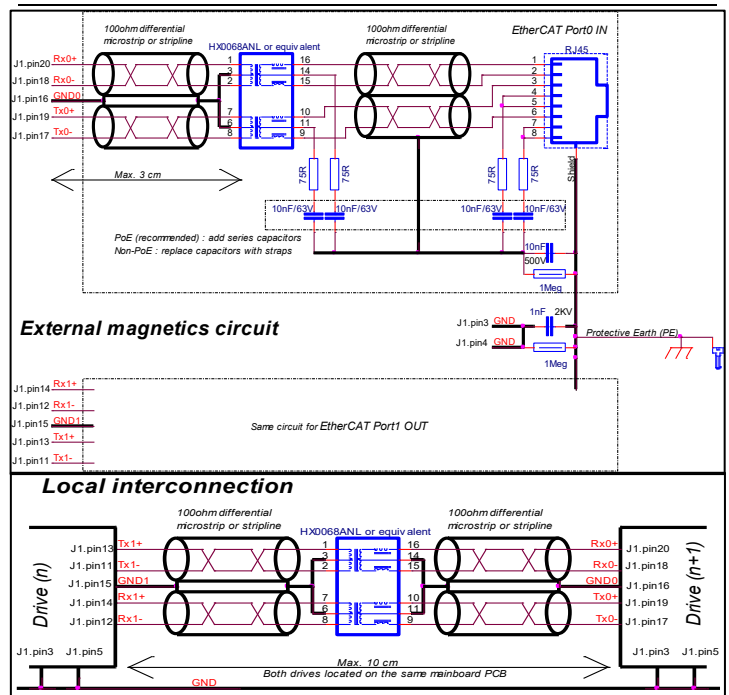 100ohm differential
microstrip or stripline
HX0068ANL or equivalent
100ohm differential
microstrip or stripline
EtherCAT Port0 IN
RJ45
J1.pin20 Rx0+
J1.pin18 Rx0-
J1.pin16 GND0
J1.pin19 Tx0+
J1.pin17 Tx0-
1
3
2
7
6
8
16
14
15
10
11
9
1
2
3
4
5
6
7
8
Shield
Max. 3 cm
75R
75R
75R
75R
10nF/63V
10nF/63V
10nF/63V
10nF/63V
PoE (recommended) : add series capacitors
Non-PoE : replace capacitors with straps
10nF
500V
1Meg
External magnetics circuit
J1.pin3 GND
J1.pin4 GND
1nF 2KV
1Meg
Protective Earth (PE)
J1.pin14 Rx1+
J1.pin12 Rx1-
J1.pin15 GND1
J1.pin13 Tx1+
J1.pin11 Tx1-
Same circuit for EtherCAT Port1 OUT
Local interconnection
100ohm differential
microstrip or stripline
HX0068ANL or equivalent
100ohm differential
microstrip or stripline
Drive (n)
J1.pin13 Tx1+
J1.pin11 Tx1-
J1.pin15 GND1
J1.pin14 Rx1+
J1.pin12 Rx1-
1
3
2
7
6
8
16
14
15
10
11
9
Rx0+ J1.pin20
Rx0- J1.pin18
GND0 J1.pin16
Tx0+ J1.pin19
Tx0- J1.pin17
Drive (n+1)
J1.pin3 J1.pin5
Max. 10 cm
Both drives located on the same mainboard PCB
J1.pin3 J1.pin5
GND